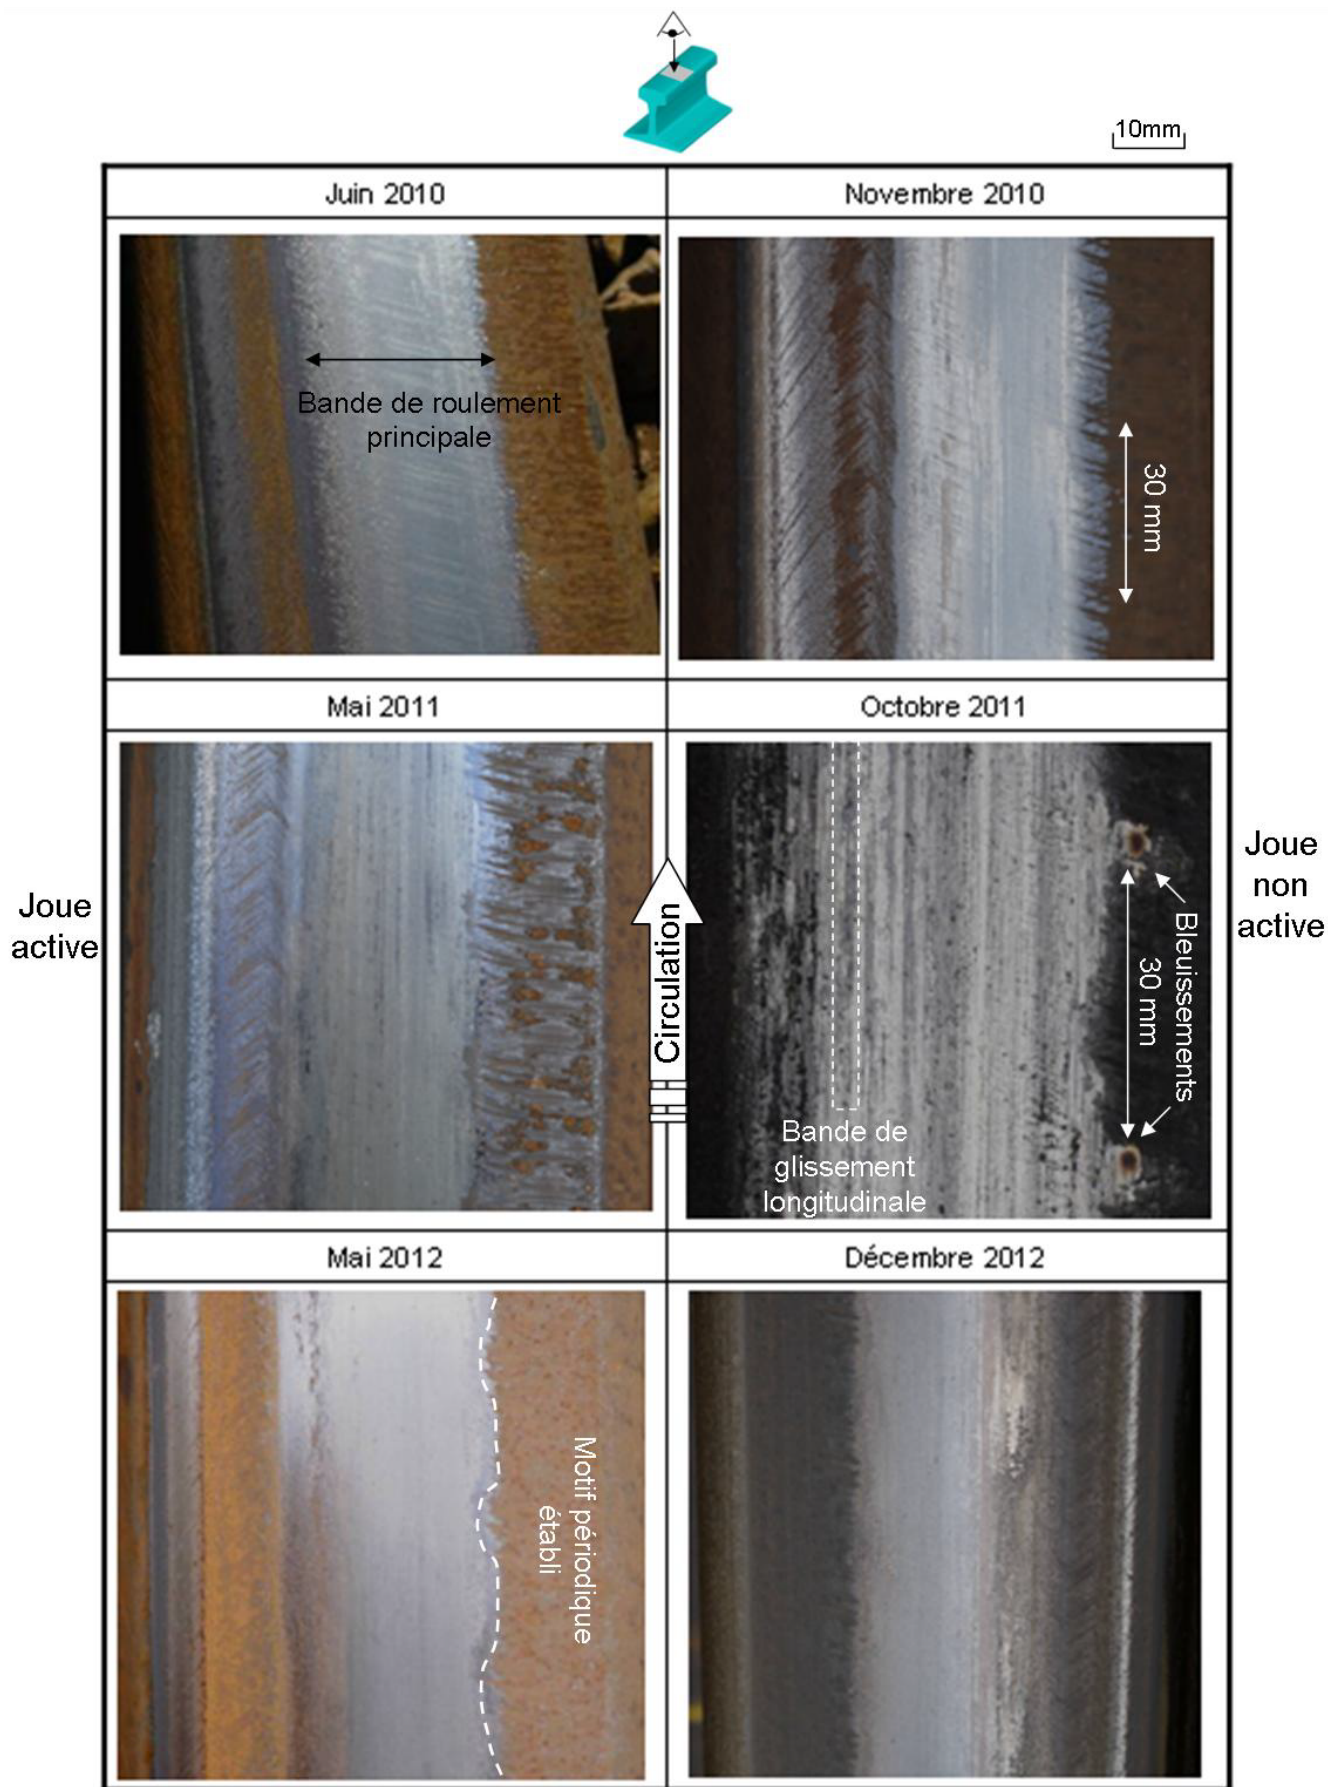 10mm
Juin 2010
Novembre 2010
Bande de roulement
principale
30 mm
Mai 2011
Octobre 2011
Joue
active
Circulation
Bande de
glissement
longitudinale
30 mm
Bleuissements
Joue
non
active
Mai 2012
Décembre 2012
Motif périodique
établi